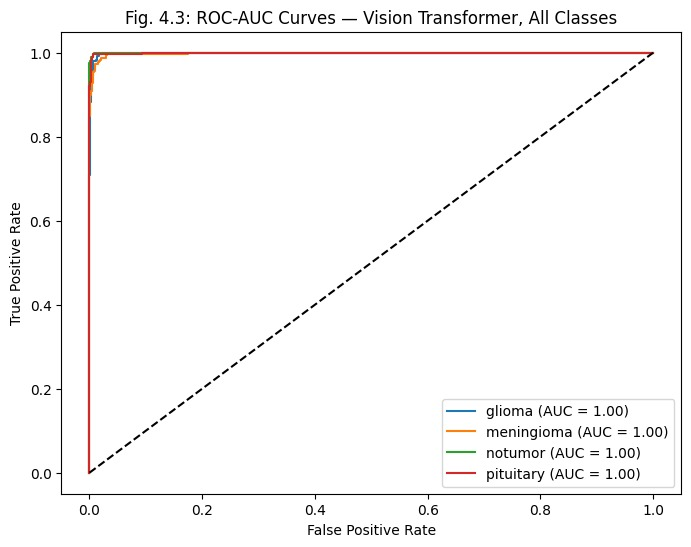 Fig. 4.3: ROC-AUC Curves — Vision Transformer, All Classes
True Positive Rate
1.0
0.8
0.6
0.4
0.2
0.0
glioma (AUC = 1.00)
meningioma (AUC = 1.00)
notumor (AUC = 1.00)
pituitary (AUC = 1.00)
0.0 0.2 0.4 0.6 0.8 1.0
False Positive Rate